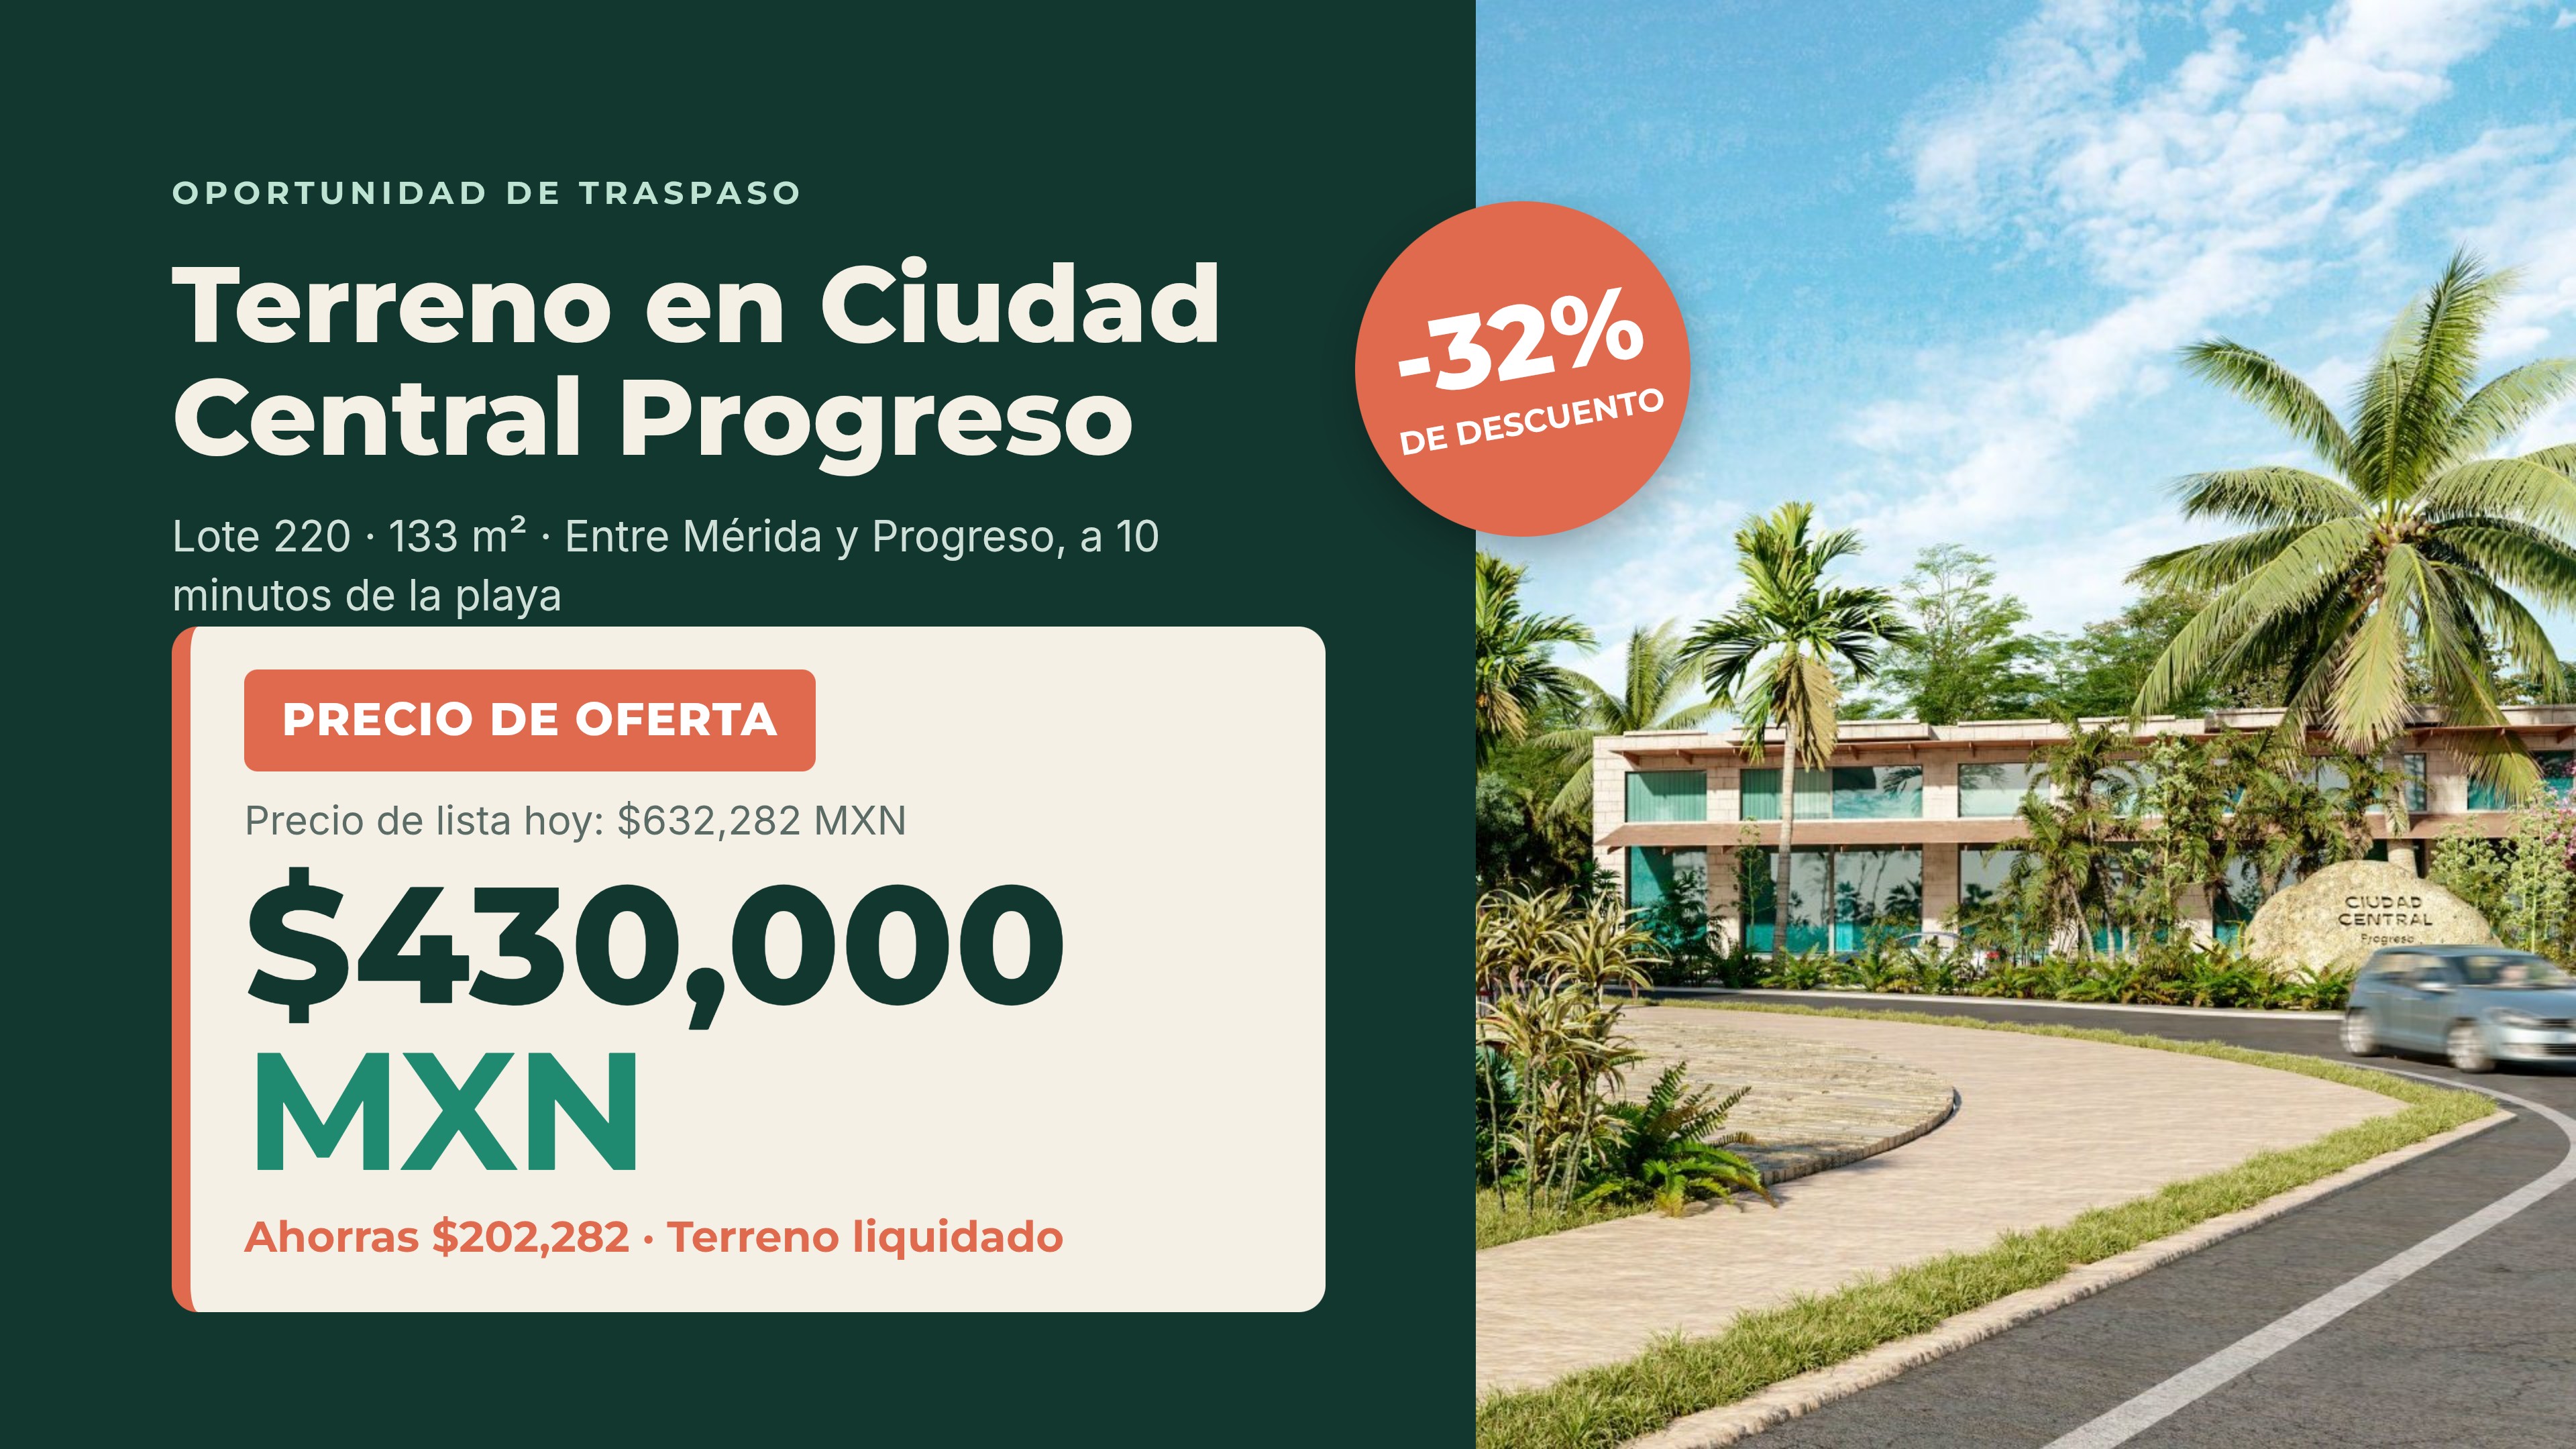 OPORTUNIDAD DE TRASPASO
Terreno en Ciudad
Central Progreso
Lote 220 · 133 m² · Entre Mérida y Progreso, a 10
minutos de la playa
PRECIO DE OFERTA
Precio de lista hoy: $632,282 MXN
$430,000
MXN
Ahorras $202,282 · Terreno liquidado
-32%
DE DESCUENTO
CIUDAD
CENTRAL
Progreso